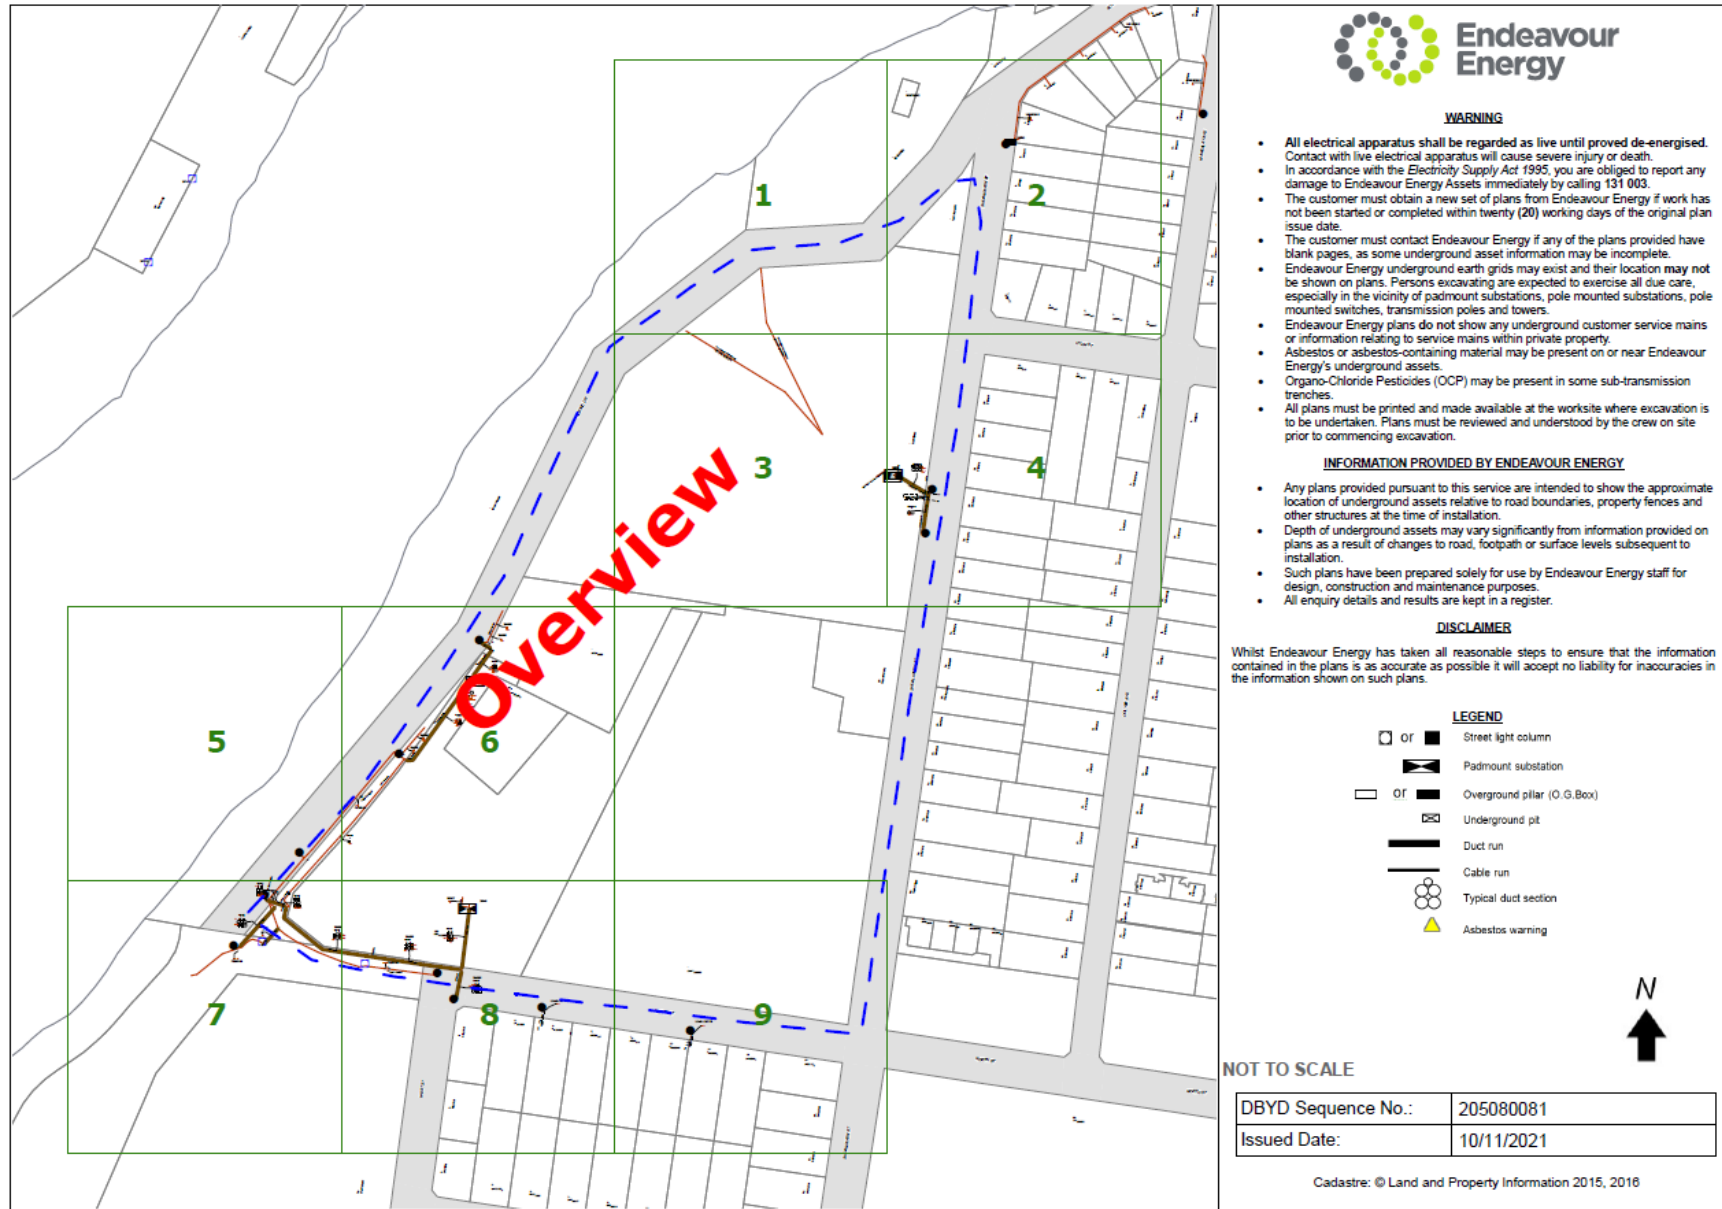 Endeavour
Energy
WARNING
• All electrical apparatus shall be regarded as live until proved de-energised.
Contact with live electrical apparatus will cause severe injury or death.
• In accordance with the Electricity Supply Act 1995, you are obliged to report any
damage to Endeavour Energy Assets immediately by calling 131 003.
• The customer must obtain a new set of plans from Endeavour Energy if work has
not been started or completed within twenty (20) working days of the original plan
issue date.
• The customer must contact Endeavour Energy if any of the plans provided have
blank pages, as some underground asset information may be incomplete.
• Endeavour Energy underground earth grids may exist and their location may not
be shown on plans. Persons excavating are expected to exercise all due care,
especially in the vicinity of padmount substations, pole mounted substations, pole
mounted switches, transmission poles and towers.
• Endeavour Energy plans do not show any underground customer service mains
or information relating to service mains within private property.
• Asbestos or asbestos-containing material may be present on or near Endeavour
Energy's underground assets.
• Organo-Chloride Pesticides (OCP) may be present in some sub-transmission
trenches.
• All plans must be printed and made available at the worksite where excavation is
to be undertaken. Plans must be reviewed and understood by the crew on site
prior to commencing excavation.
INFORMATION PROVIDED BY ENDEAVOUR ENERGY
• Any plans provided pursuant to this service are intended to show the approximate
location of underground assets relative to road boundaries, property fences and
other structures at the time of installation.
• Depth of underground assets may vary significantly from information provided on
plans as a result of changes to road, footpath or surface levels subsequent to
installation.
• Such plans have been prepared solely for use by Endeavour Energy staff for
design, construction and maintenance purposes.
• All enquiry details and results are kept in a register.
DISCLAIMER
Whilst Endeavour Energy has taken all reasonable steps to ensure that the information
contained in the plans is as accurate as possible it will accept no liability for inaccuracies in
the information shown on such plans.
LEGEND
or Street light column
Padmount substation
or Overground pillar (O.G.Box)
Underground pit
Duct run
Cable run
Typical duct section
Asbestos warning
N
NOT TO SCALE
DBYD Sequence No.: 205080081
Issued Date: 10/11/2021
Cadastre: © Land and Property Information 2015, 2016
1
2
3
4
Overview
5
6
7
8
9